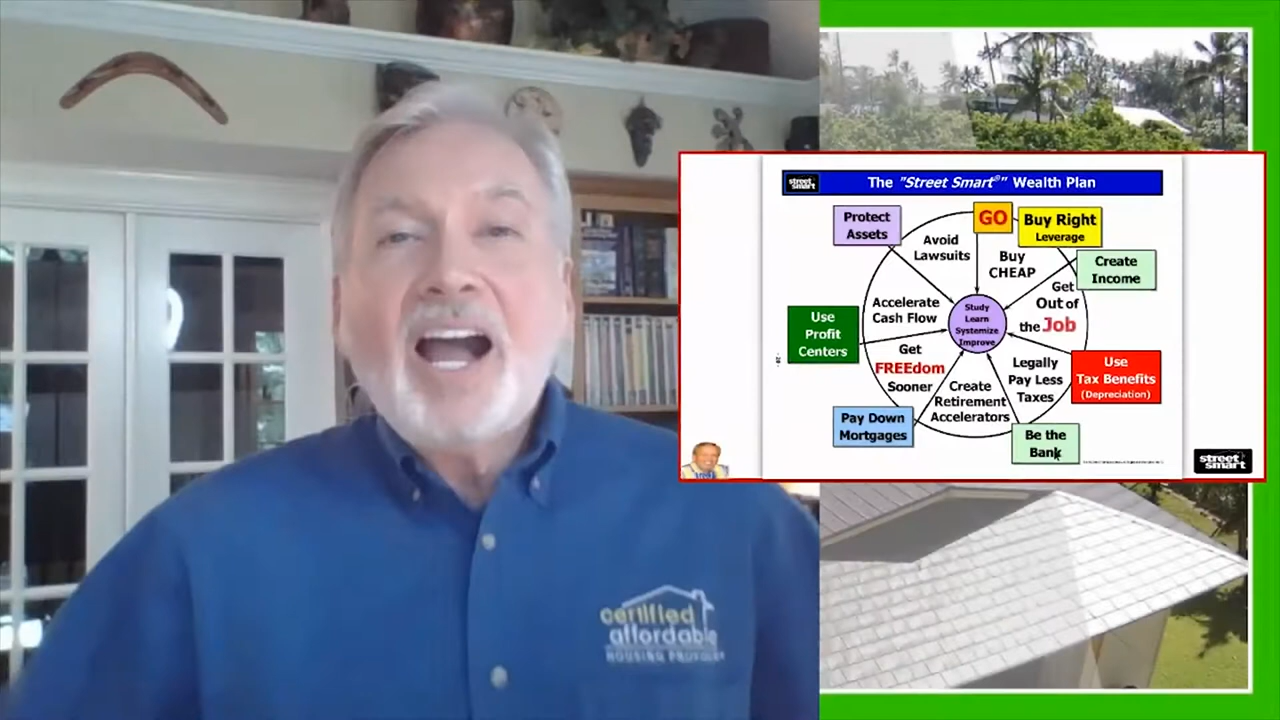 street
smart
The "Street Smart®" Wealth Plan
GO
Protect
Assets
Buy Right
Leverage
Avoid
Lawsuits
Buy
CHEAP
Create
Income
Get
Out of
the Job
Accelerate
Cash Flow
Study
Learn
Systemize
Improve
Use
Profit
Centers
Get
FREEdom
Sooner
Legally
Pay Less
Taxes
Use
Tax Benefits
(Depreciation)
Create
Retirement
Accelerators
Pay Down
Mortgages
Be the
Bank
street
smart
certified
affordable
HOUSING PROVIDER